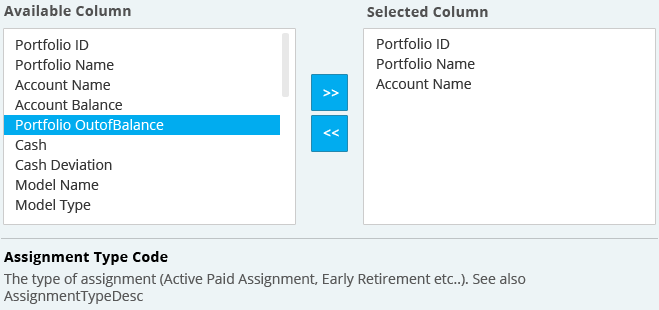 Available Column
Portfolio ID
Portfolio Name
Account Name
Account Balance
Portfolio OutofBalance
Cash
Cash Deviation
Model Name
Model Type
>>
<<
Selected Column
Portfolio ID
Portfolio Name
Account Name
Assignment Type Code
The type of assignment (Active Paid Assignment, Early Retirement etc..). See also
AssignmentTypeDesc